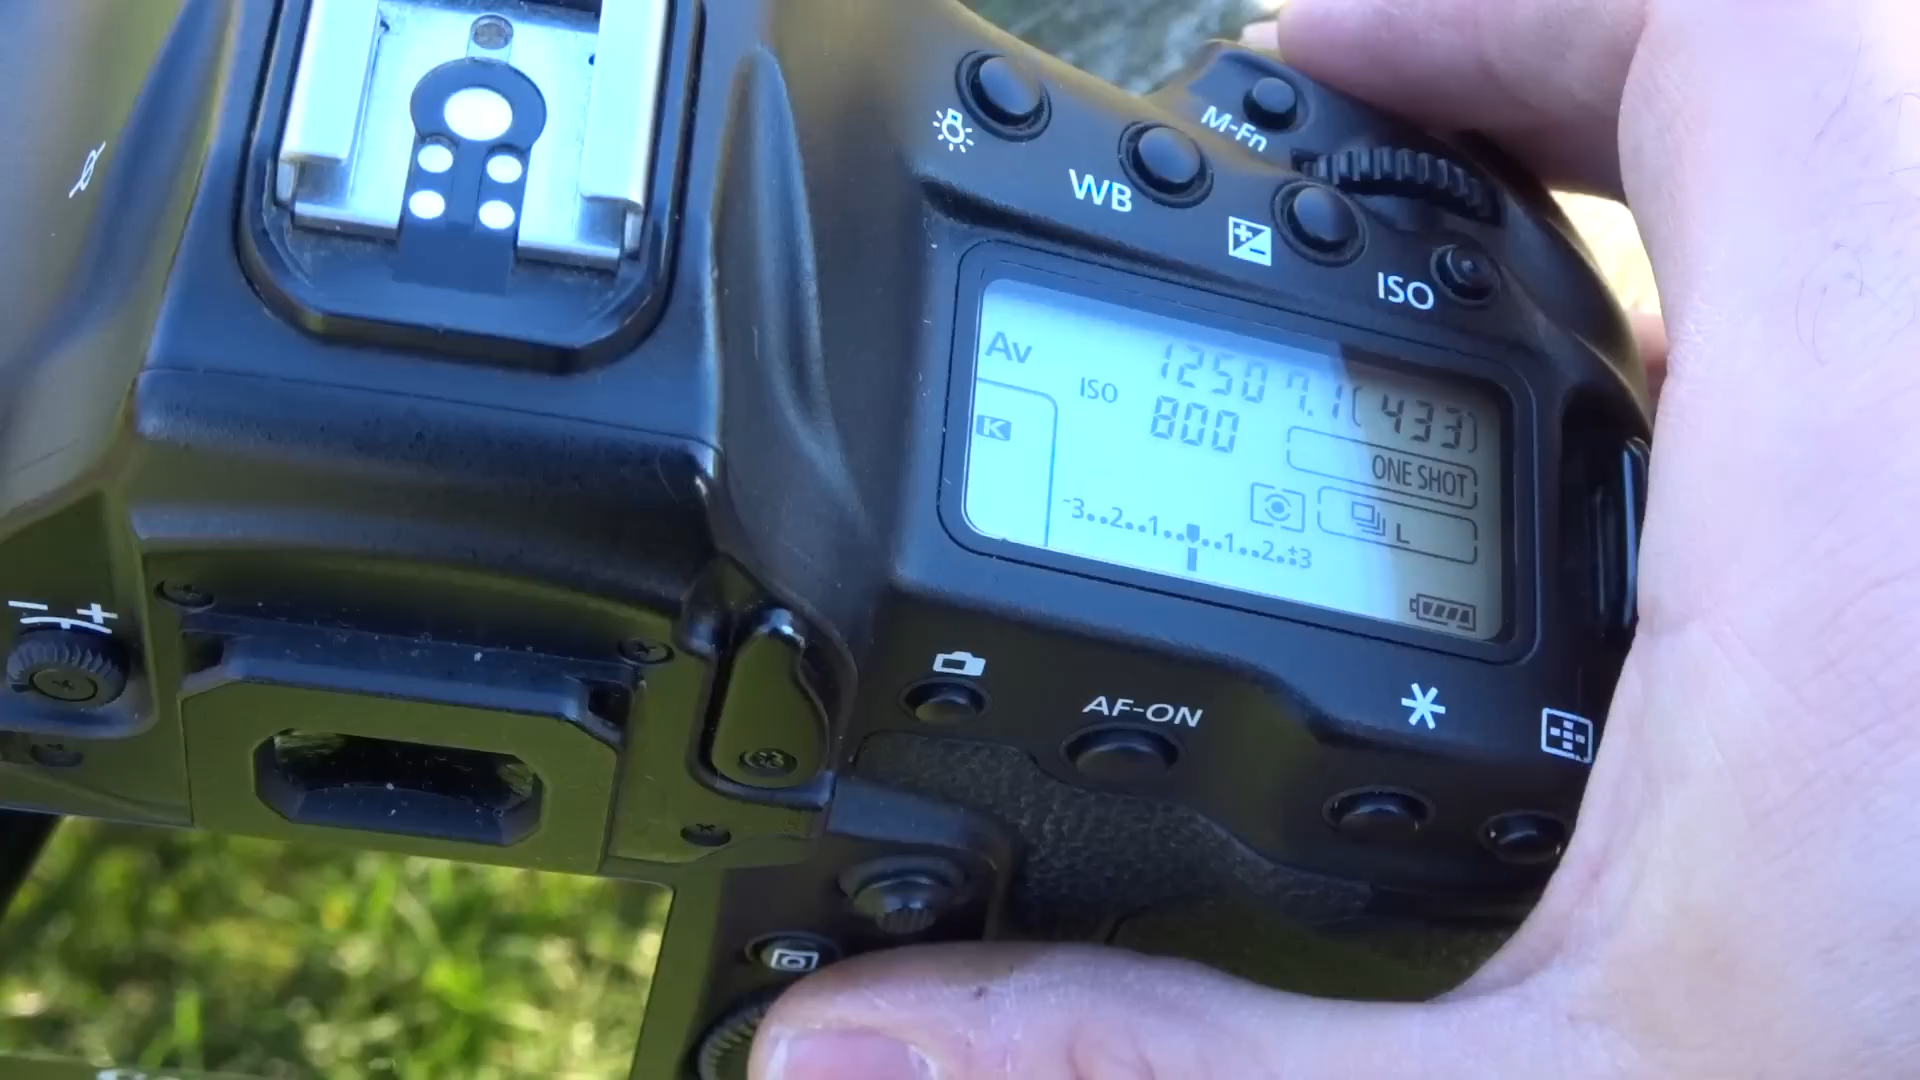 M-Fn
WB
ISO
Av
1250 7.1 [ 433]
ISO
800
K
ONE SHOT
-3..2..1..▪..1..2..+3
L
- +
AF-ON
*
Q